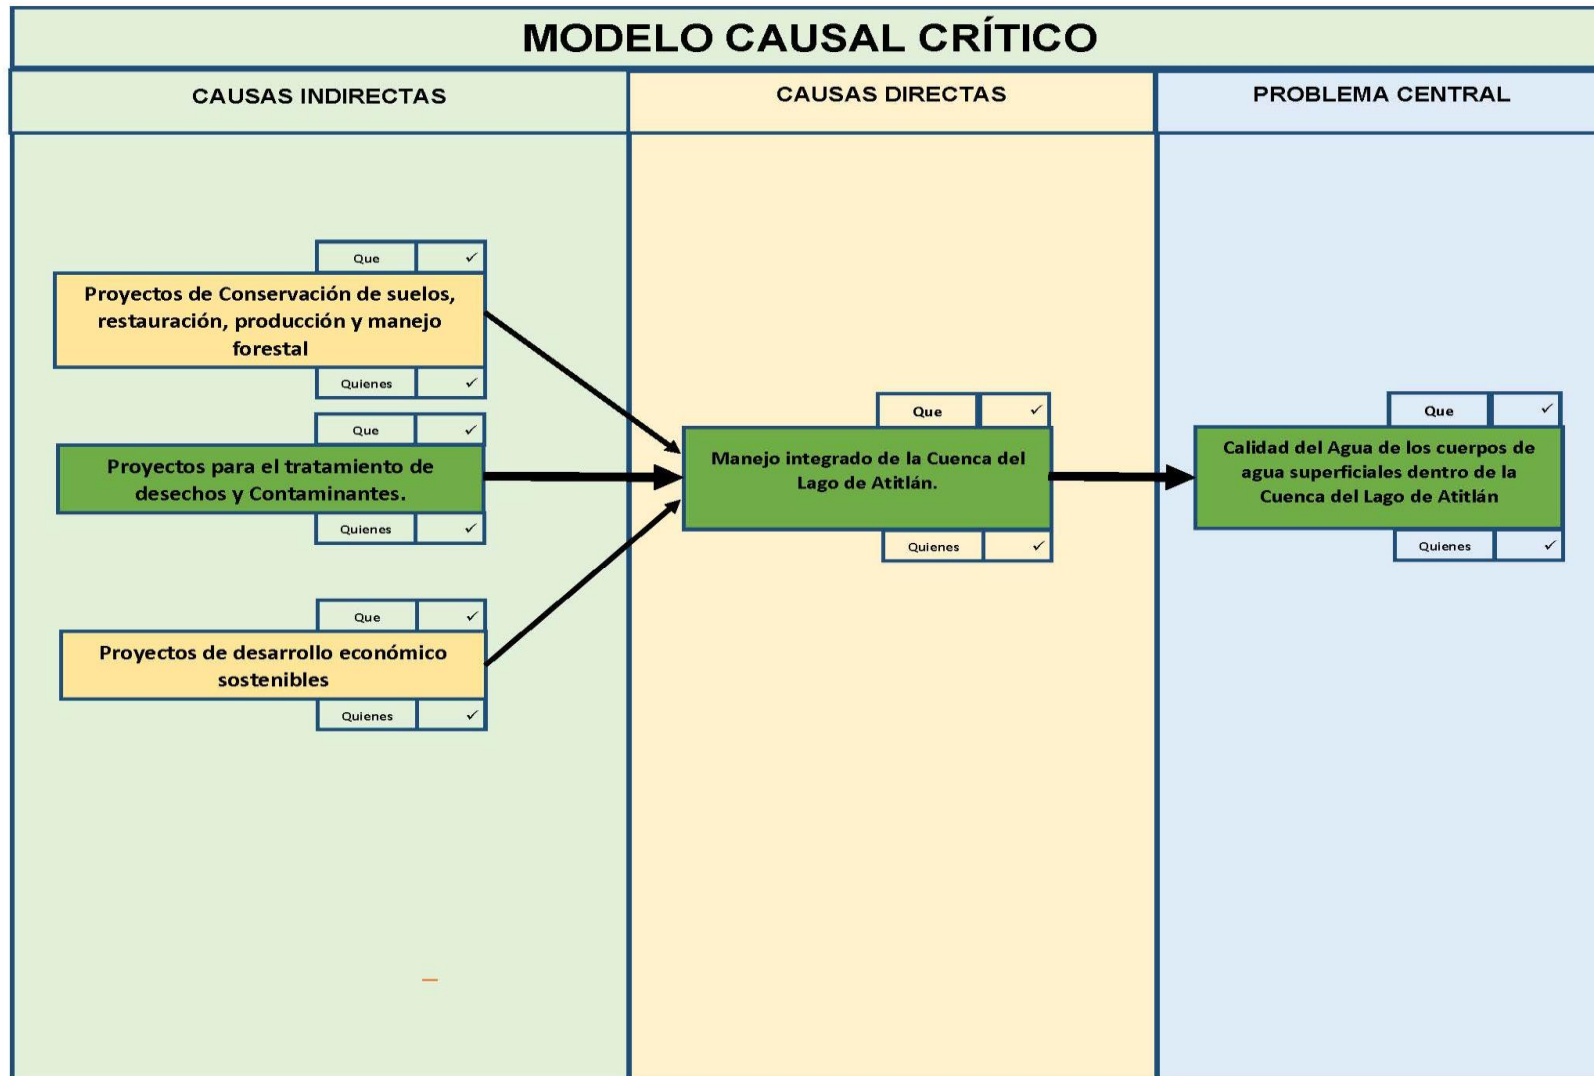 MODELO CAUSAL CRÍTICO
CAUSAS INDIRECTAS
CAUSAS DIRECTAS
PROBLEMA CENTRAL
Que ✓
Proyectos de Conservación de suelos,
restauración, producción y manejo
forestal
Quienes ✓
Que ✓
Proyectos para el tratamiento de
desechos y Contaminantes.
Quienes ✓
Que ✓
Proyectos de desarrollo económico
sostenibles
Quienes ✓
Que ✓
Manejo integrado de la Cuenca del
Lago de Atitlán.
Quienes ✓
Que ✓
Calidad del Agua de los cuerpos de
agua superficiales dentro de la
Cuenca del Lago de Atitlán
Quienes ✓